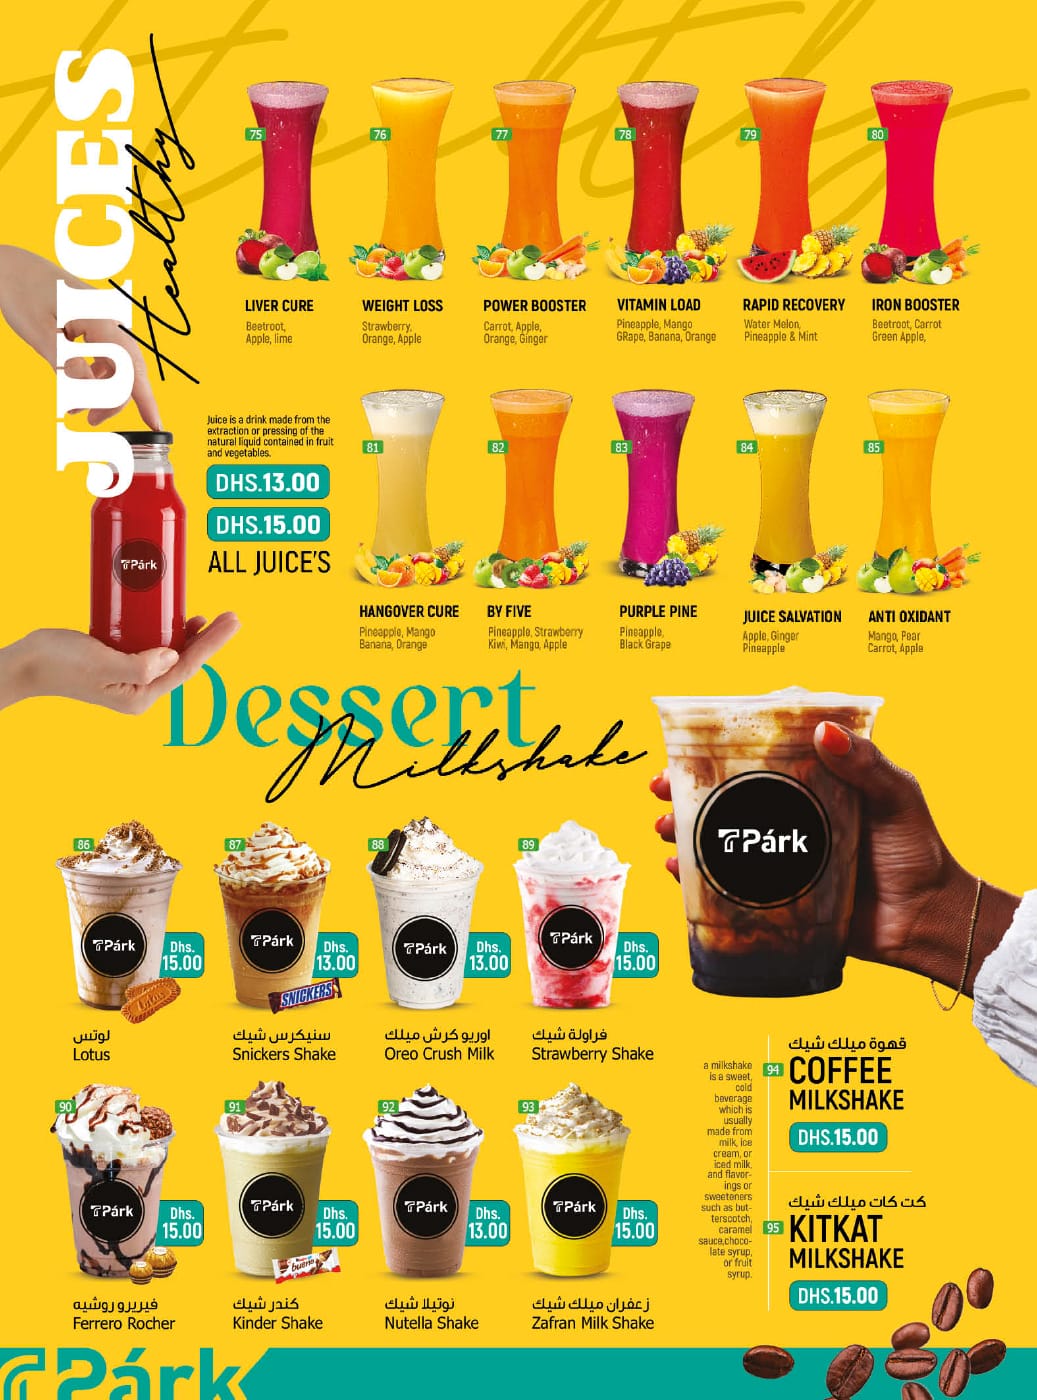 JUICES
Healthy
75
76
77
78
79
80
LIVER CURE
Beetroot,
Apple, lime
WEIGHT LOSS
Strawberry,
Orange, Apple
POWER BOOSTER
Carrot, Apple,
Orange, Ginger
VITAMIN LOAD
Pineapple, Mango
GRape, Banana, Orange
RAPID RECOVERY
Water Melon,
Pineapple & Mint
IRON BOOSTER
Beetroot, Carrot
Green Apple,
Juice is a drink made from the
extraction or pressing of the
natural liquid contained in fruit
and vegetables.
DHS.13.00
DHS.15.00
ALL JUICE'S
Párk
81
82
83
84
85
HANGOVER CURE
Pineapple, Mango
Banana, Orange
BY FIVE
Pineapple, Strawberry
Kiwi, Mango, Apple
PURPLE PINE
Pineapple,
Black Grape
JUICE SALVATION
Apple, Ginger
Pineapple
ANTI OXIDANT
Mango, Pear
Carrot, Apple
Dessert
Milkshake
Párk
86
Párk
Dhs.
15.00
لوتس
Lotus
87
Párk
Dhs.
13.00
SNICKERS
سنيكرس شيك
Snickers Shake
88
Párk
Dhs.
13.00
اوريو كرش ميلك
Oreo Crush Milk
89
Párk
Dhs.
15.00
فراولة شيك
Strawberry Shake
90
Párk
Dhs.
15.00
فيريرو روشيه
Ferrero Rocher
91
Párk
Dhs.
15.00
bueno
كندر شيك
Kinder Shake
92
Párk
Dhs.
13.00
نوتيلا شيك
Nutella Shake
93
Párk
Dhs.
15.00
زعفران ميلك شيك
Zafran Milk Shake
a milkshake
is a sweet,
cold
beverage
which is
usually
made from
milk, ice
cream, or
iced milk,
and flavor-
ings or
sweeteners
such as but-
terscotch,
caramel
sauce,choco-
late syrup,
or fruit
syrup.
94
قهوة ميلك شيك
COFFEE
MILKSHAKE
DHS.15.00
95
كت كات ميلك شيك
KITKAT
MILKSHAKE
DHS.15.00
Párk